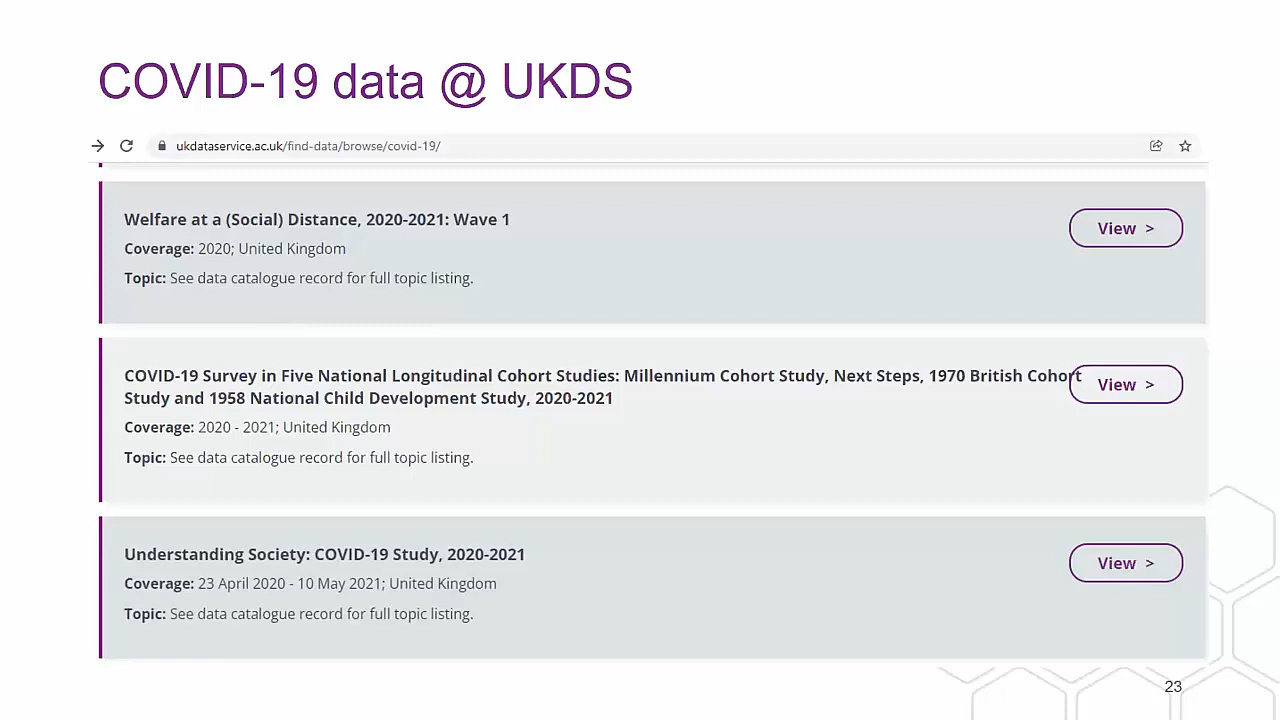 COVID-19 data @ UKDS
ukdataservice.ac.uk/find-data/browse/covid-19/
Welfare at a (Social) Distance, 2020-2021: Wave 1
View >
Coverage: 2020; United Kingdom
Topic: See data catalogue record for full topic listing.
COVID-19 Survey in Five National Longitudinal Cohort Studies: Millennium Cohort Study, Next Steps, 1970 British Cohort
View >
Study and 1958 National Child Development Study, 2020-2021
Coverage: 2020 - 2021; United Kingdom
Topic: See data catalogue record for full topic listing.
Understanding Society: COVID-19 Study, 2020-2021
View >
Coverage: 23 April 2020 - 10 May 2021; United Kingdom
Topic: See data catalogue record for full topic listing.
23